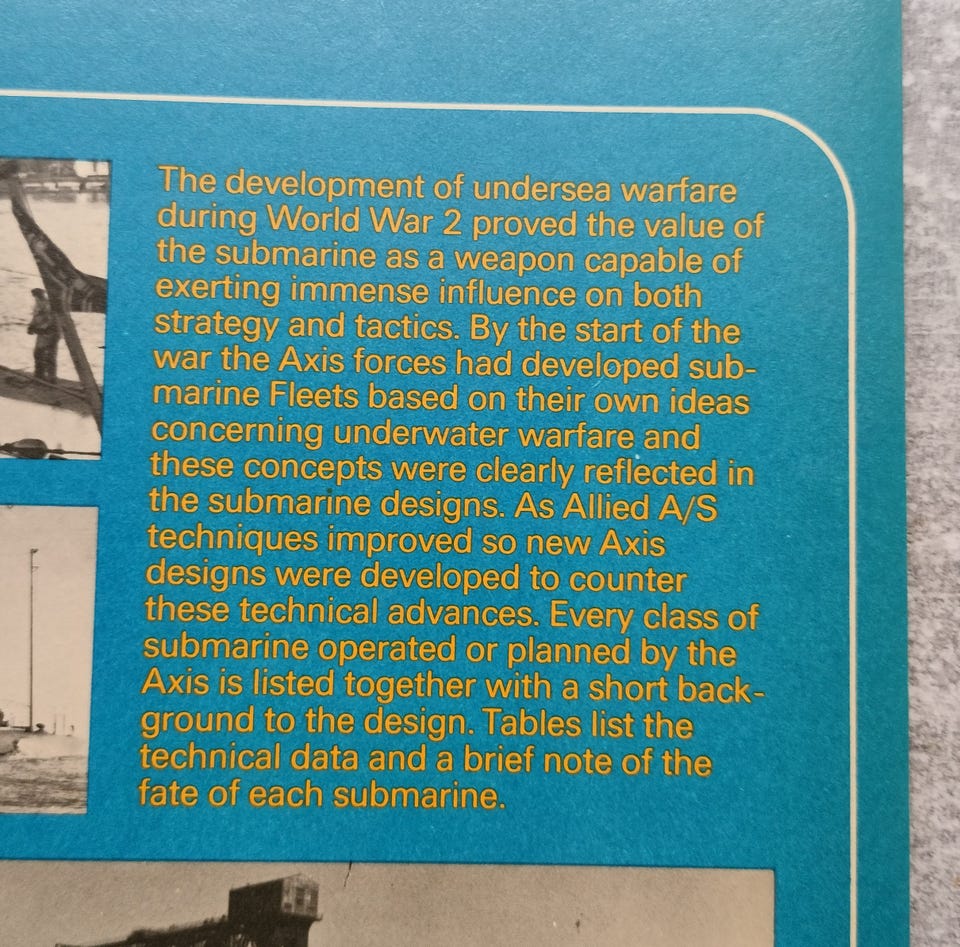 The development of undersea warfare
during World War 2 proved the value of
the submarine as a weapon capable of
exerting immense influence on both
strategy and tactics. By the start of the
war the Axis forces had developed sub-
marine Fleets based on their own ideas
concerning underwater warfare and
these concepts were clearly reflected in
the submarine designs. As Allied A/S
techniques improved so new Axis
designs were developed to counter
these technical advances. Every class of
submarine operated or planned by the
Axis is listed together with a short back-
ground to the design. Tables list the
technical data and a brief note of the
fate of each submarine.